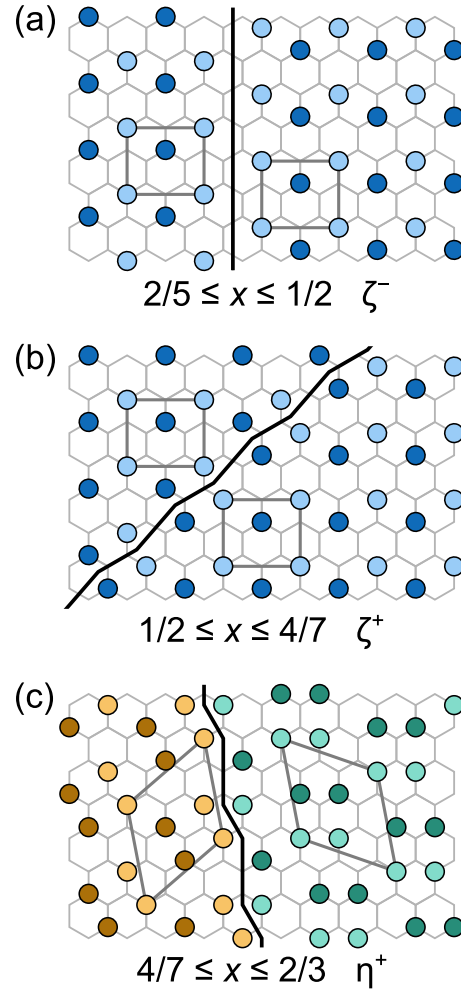 (a)
2/5 ≤ x ≤ 1/2 ζ⁻
(b)
1/2 ≤ x ≤ 4/7 ζ⁺
(c)
4/7 ≤ x ≤ 2/3 η⁺